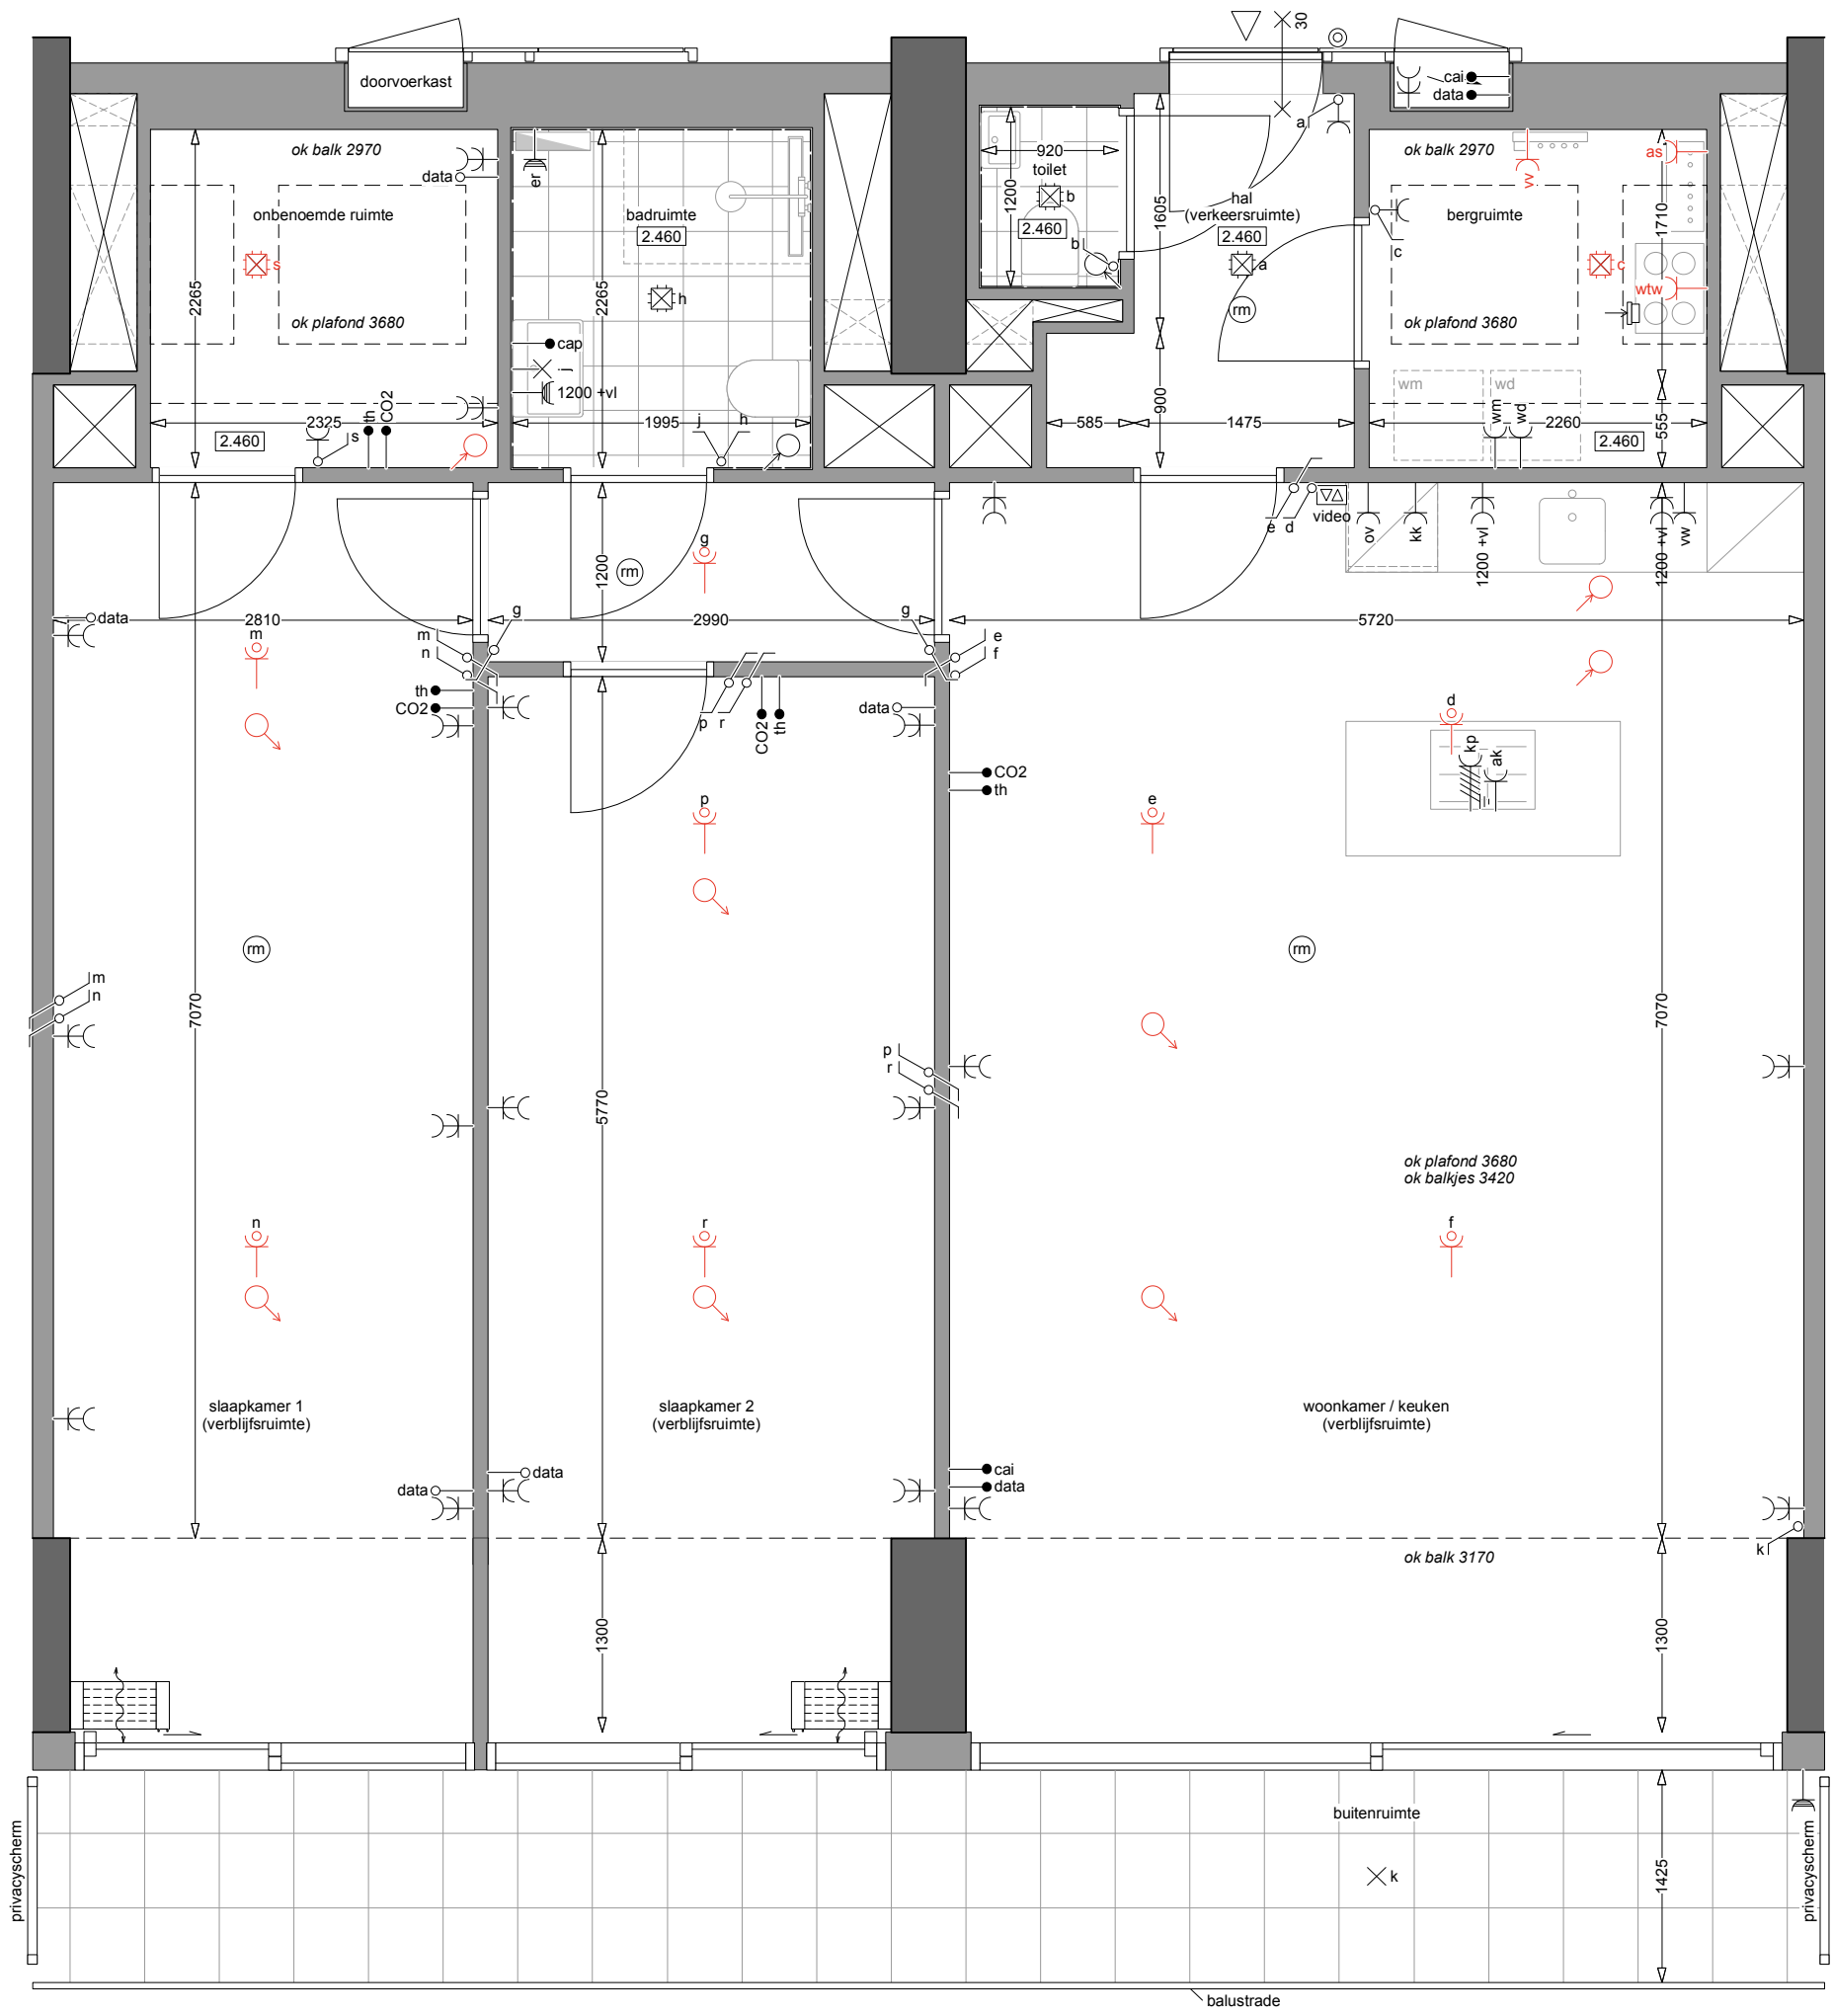 30
doorvoerkast
cai
data
a
ok balk 2970
data
er
920
toilet
1200
b
ok balk 2970
vv
as
onbenoemde ruimte
badruimte
2.460
hal
(verkeersruimte)
2.460
1605
bergruimte
1710
2.460
b
c
s
2265
2265
h
a
c
wtw
rm
ok plafond 3680
ok plafond 3680
cap
j
1200 +vl
wm
wd
900
555
2325
th
CO2
1995
j
h
585
1475
wm
wd
2260
2.460
s
2.460
e
d
video
ov
kk
1200 +vl
1200 +vl
vw
g
1200
rm
data
2810
2990
5720
m
g
m
n
g
e
f
th
CO2
p
r
CO2
th
data
d
kp
ak
CO2
th
p
e
rm
rm
m
n
7070
7070
p
r
5770
ok plafond 3680
ok balkjes 3420
n
r
f
slaapkamer 1
(verblijfsruimte)
slaapkamer 2
(verblijfsruimte)
woonkamer / keuken
(verblijfsruimte)
data
data
cai
data
k
ok balk 3170
1300
1300
buitenruimte
privacyscherm
privacyscherm
k
1425
balustrade